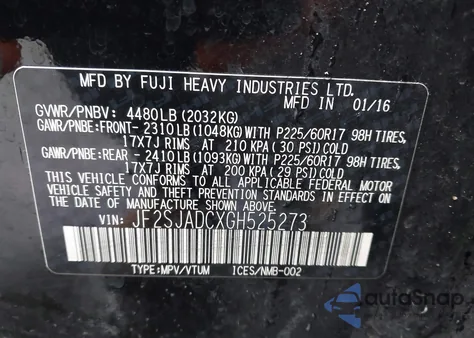 MFD BY FUJI HEAVY INDUSTRIES LTD.
MFD IN 01/16
GVWR/PNBV: 4480LB (2032KG)
GAWR/PNBE: FRONT- 2310LB (1048KG) WITH P225/60R17 98H TIRES,
17X7J RIMS AT 210 KPA ( 30 PSI) COLD
GAWR/PNBE: REAR - 2410LB (1093KG) WITH P225/60R17 98H TIRES,
17X7J RIMS AT 200 KPA ( 29 PSI) COLD
THIS VEHICLE CONFORMS TO ALL APPLICABLE FEDERAL MOTOR
VEHICLE SAFETY AND THEFT PREVENTION STANDARDS IN EFFECT ON
THE DATE OF MANUFACTURE SHOWN ABOVE.
VIN: JF2SJADCXGH525273
TYPE: MPV/VTUM ICES/NMB-002
autoSnap